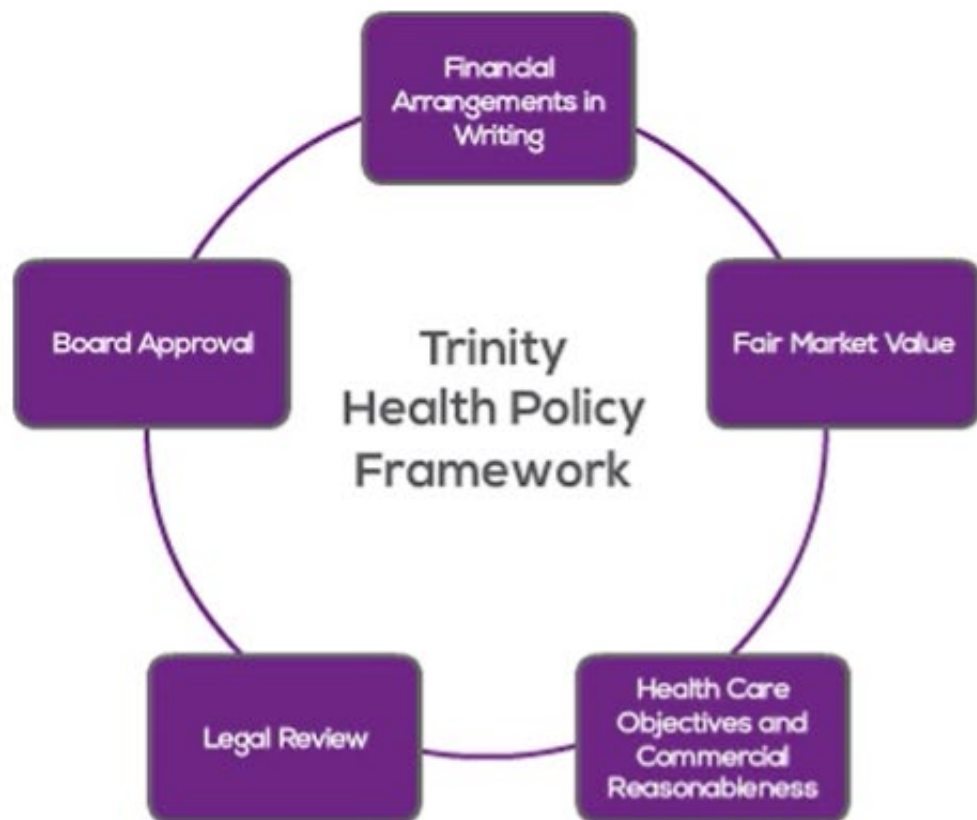 Financial
Arrangements in
Writing
Board Approval
Trinity
Health Policy
Framework
Fair Market Value
Legal Review
Health Care
Objectives and
Commercial
Reasonableness